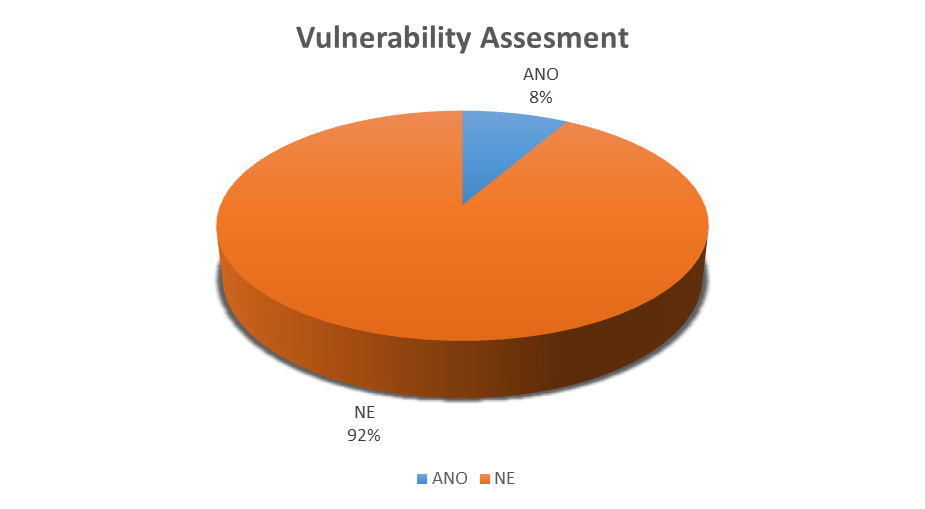 Vulnerability Assesment
ANO
8%
NE
92%
ANO NE